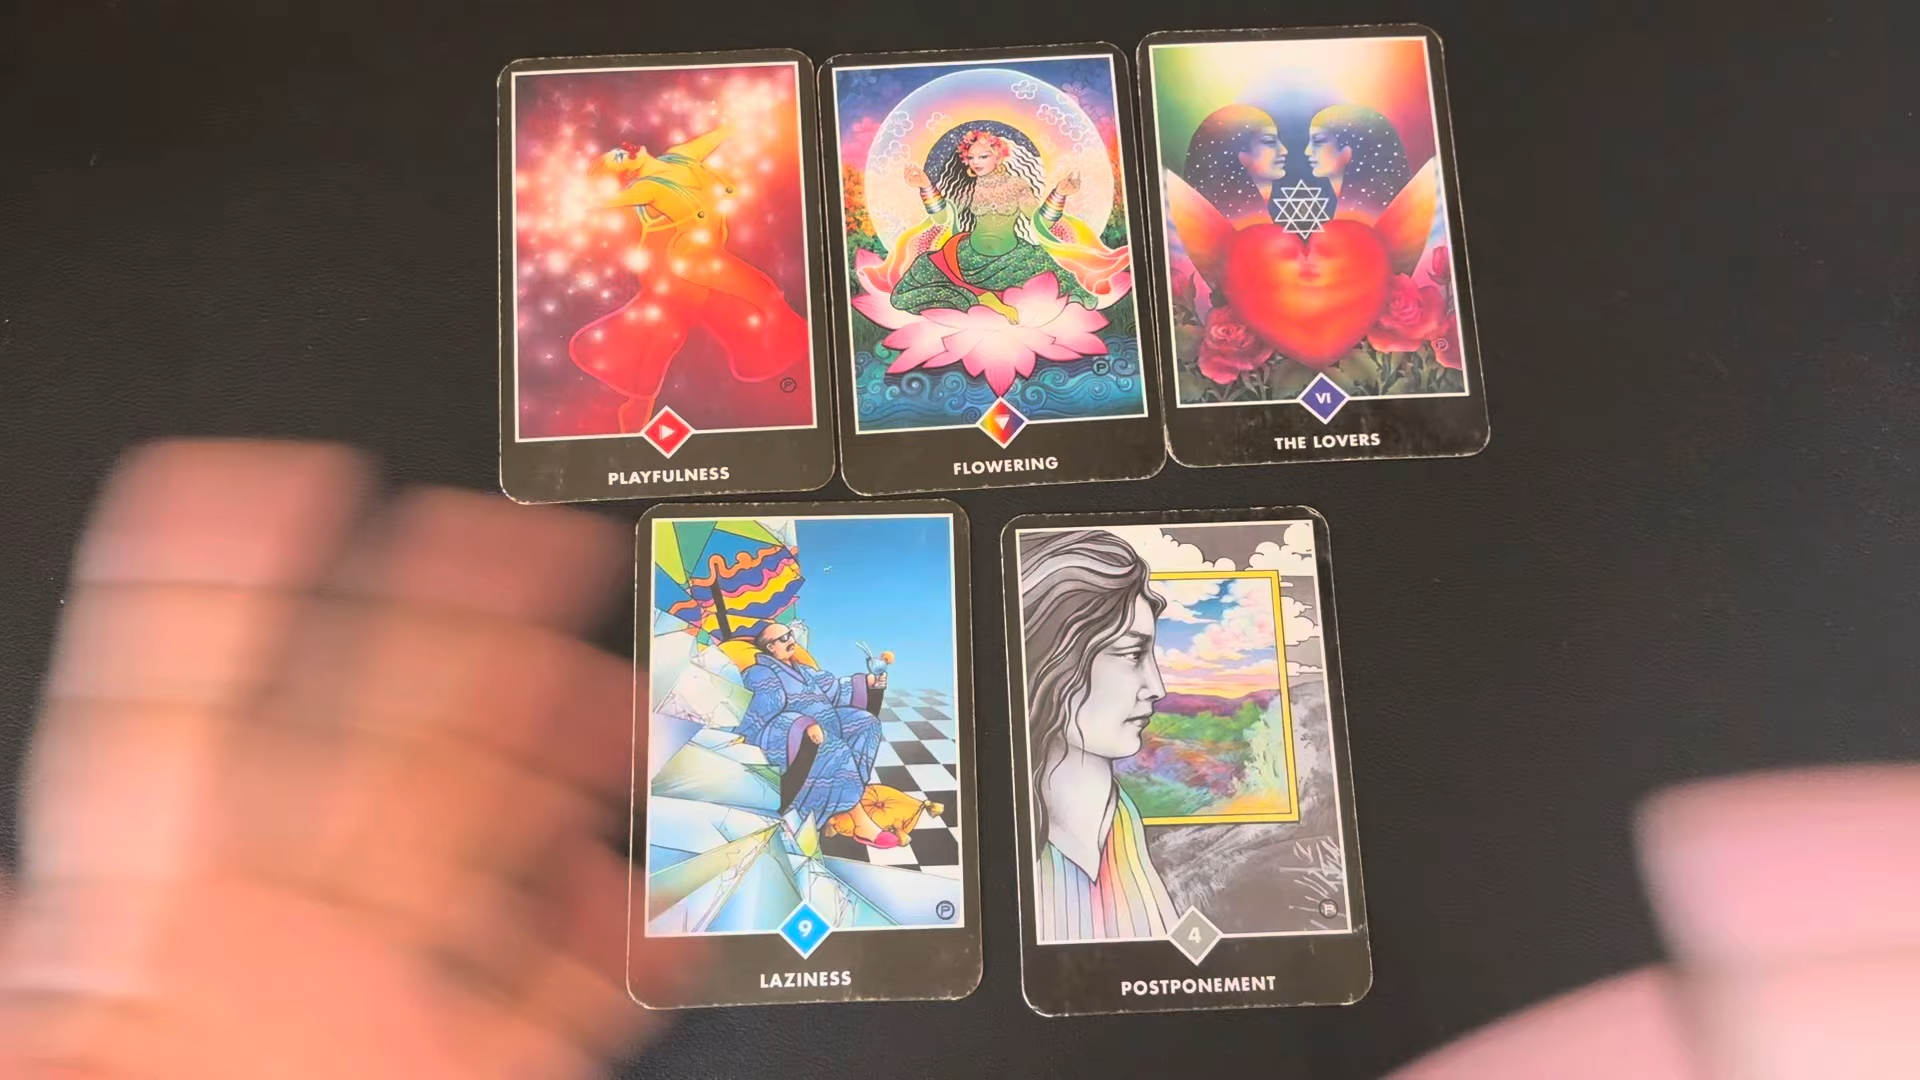 PLAYFULNESS
FLOWERING
VI
THE LOVERS
9
LAZINESS
4
POSTPONEMENT
P
P
P
P